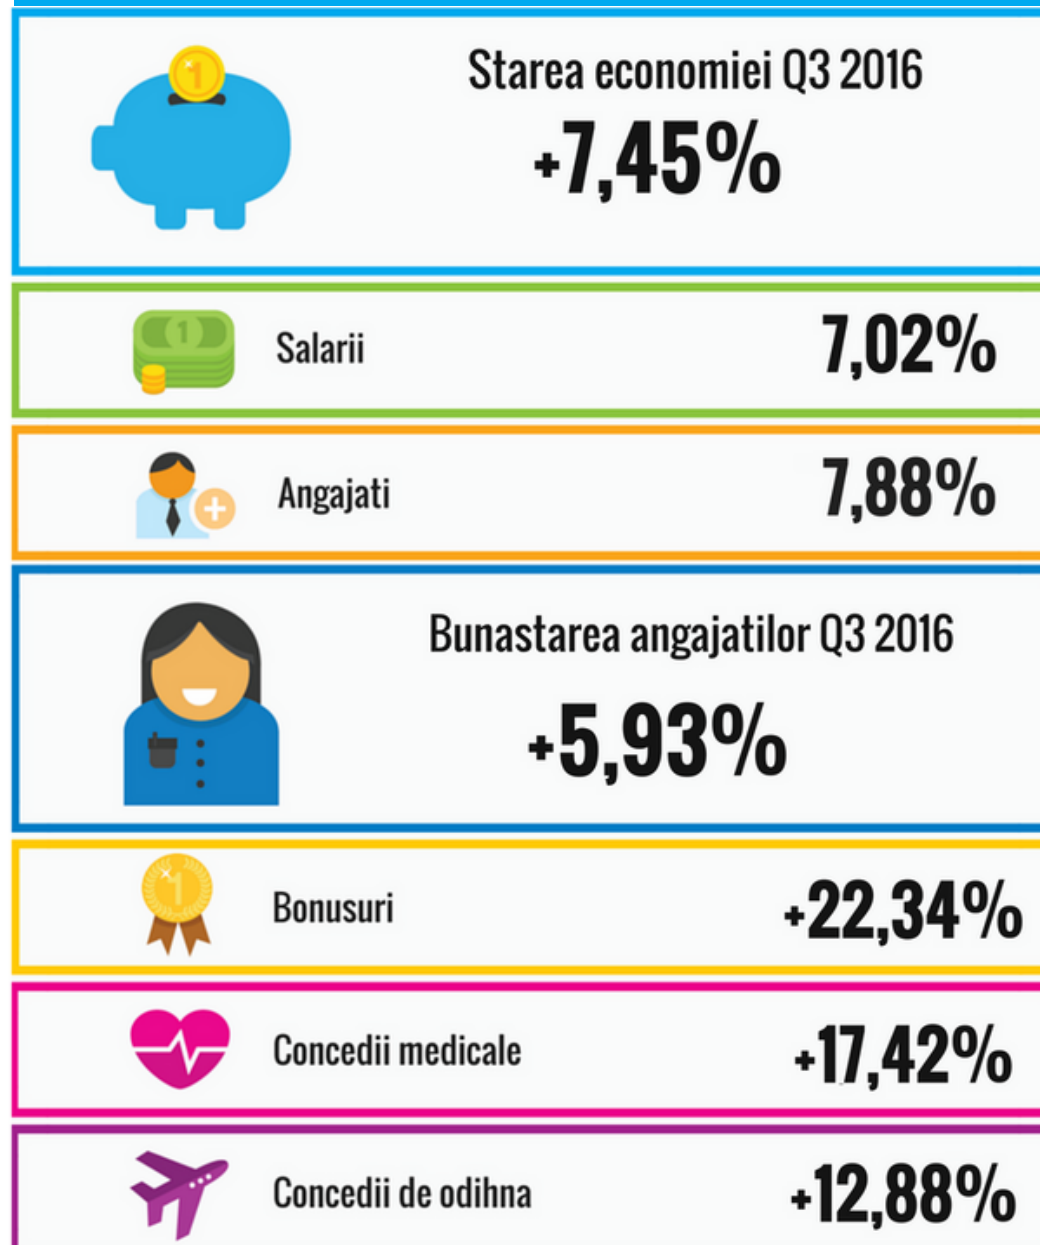 Starea economiei Q3 2016
+7,45%
Salarii 7,02%
Angajati 7,88%
Bunastarea angajatilor Q3 2016
+5,93%
Bonusuri +22,34%
Concedii medicale +17,42%
Concedii de odihna +12,88%